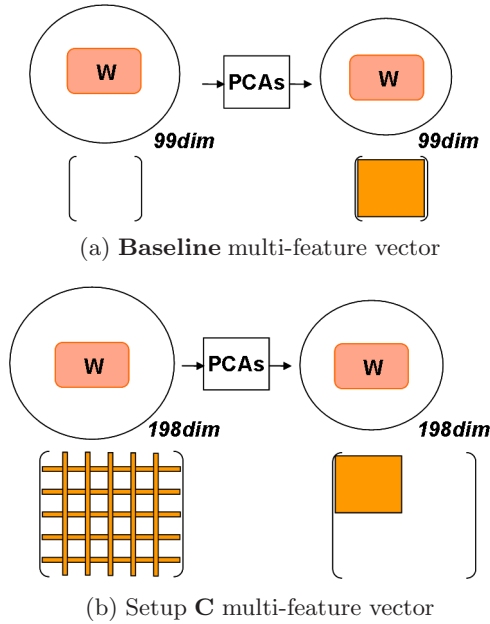 W PCAs W
99dim 99dim
(a) Baseline multi-feature vector
W PCAs W
198dim 198dim
(b) Setup C multi-feature vector